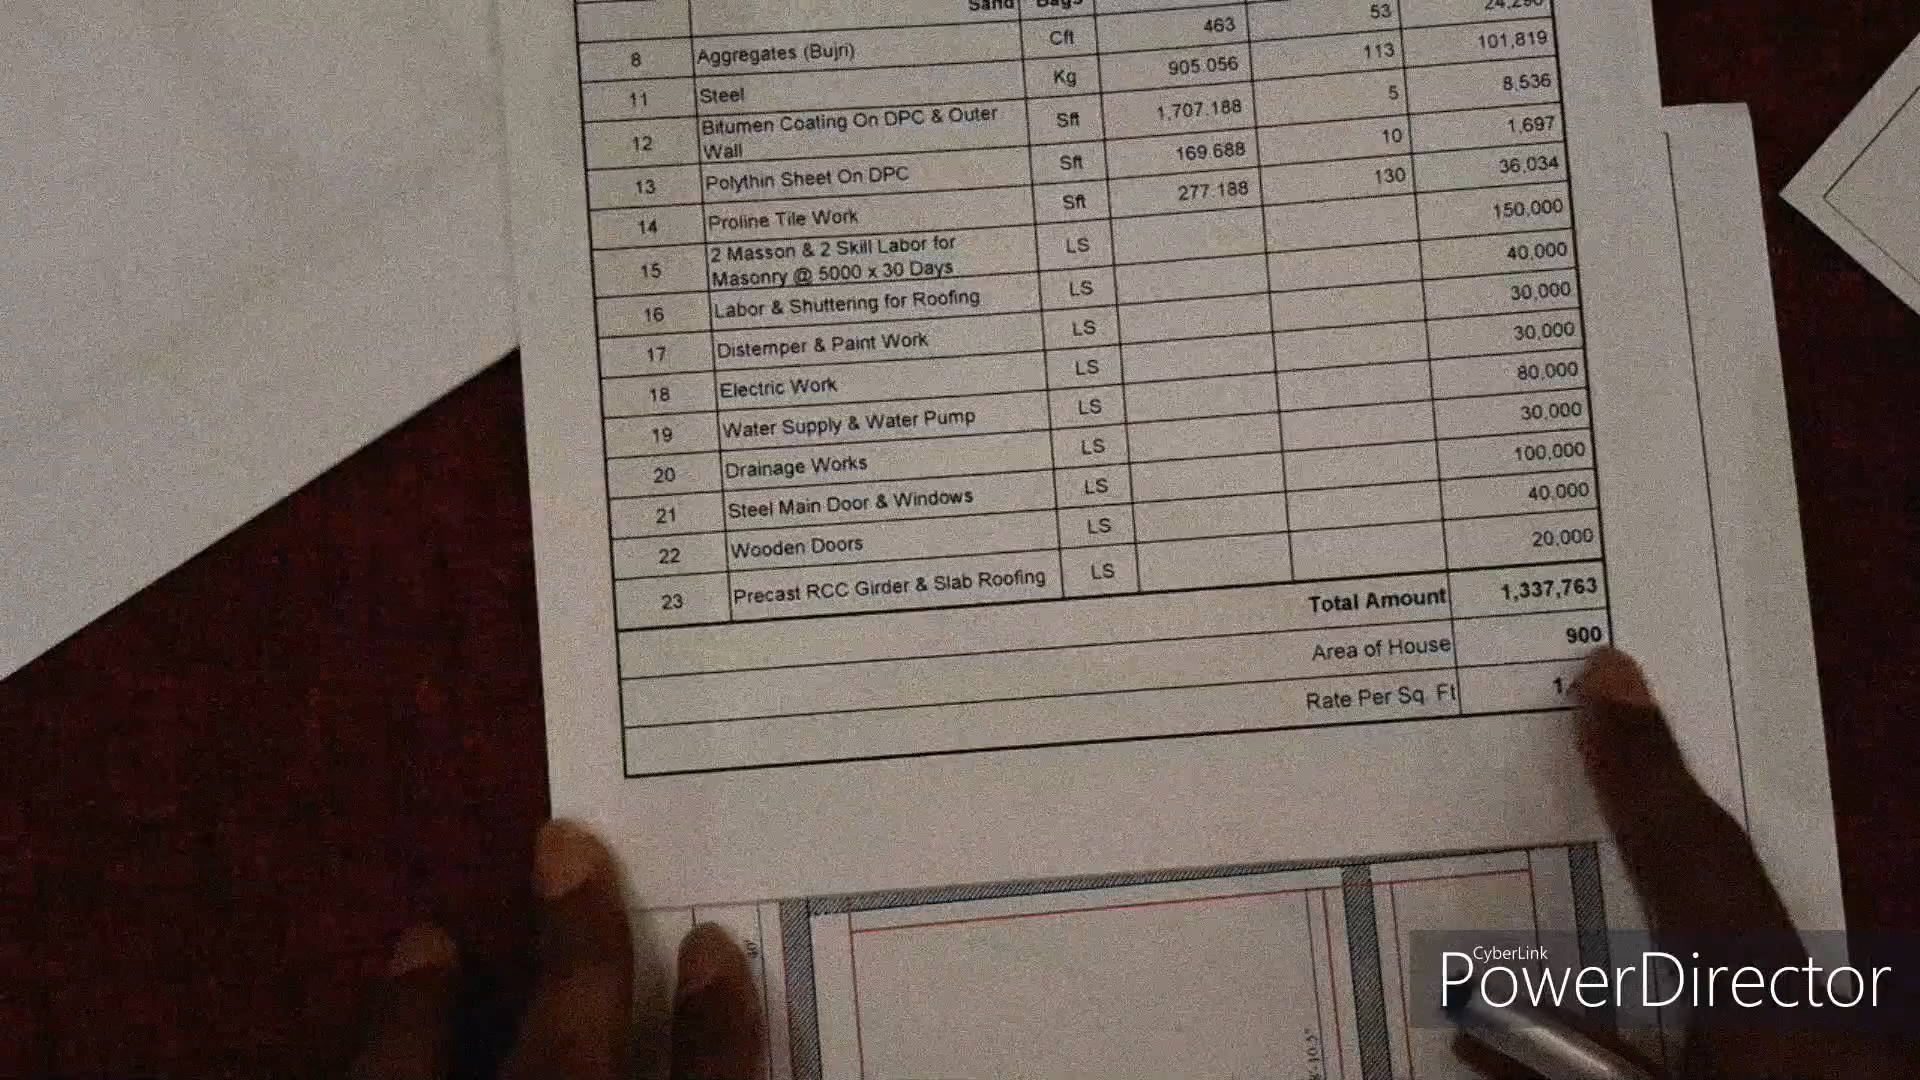 Sand Bags
8 Aggregates (Bujri) Cft 463 53
11 Steel Kg 905.056 113 101,819
12 Bitumen Coating On DPC & Outer
Wall Sft 1,707.188 5 8,536
13 Polythin Sheet On DPC Sft 169.688 10 1,697
14 Proline Tile Work Sft 277.188 130 36,034
15 2 Masson & 2 Skill Labor for
Masonry @ 5000 x 30 Days LS 150,000
16 Labor & Shuttering for Roofing LS 40,000
17 Distemper & Paint Work LS 30,000
18 Electric Work LS 30,000
19 Water Supply & Water Pump LS 80,000
20 Drainage Works LS 30,000
21 Steel Main Door & Windows LS 100,000
22 Wooden Doors LS 40,000
23 Precast RCC Girder & Slab Roofing LS 20,000
Total Amount 1,337,763
Area of House 900
Rate Per Sq. Ft
CyberLink
PowerDirector